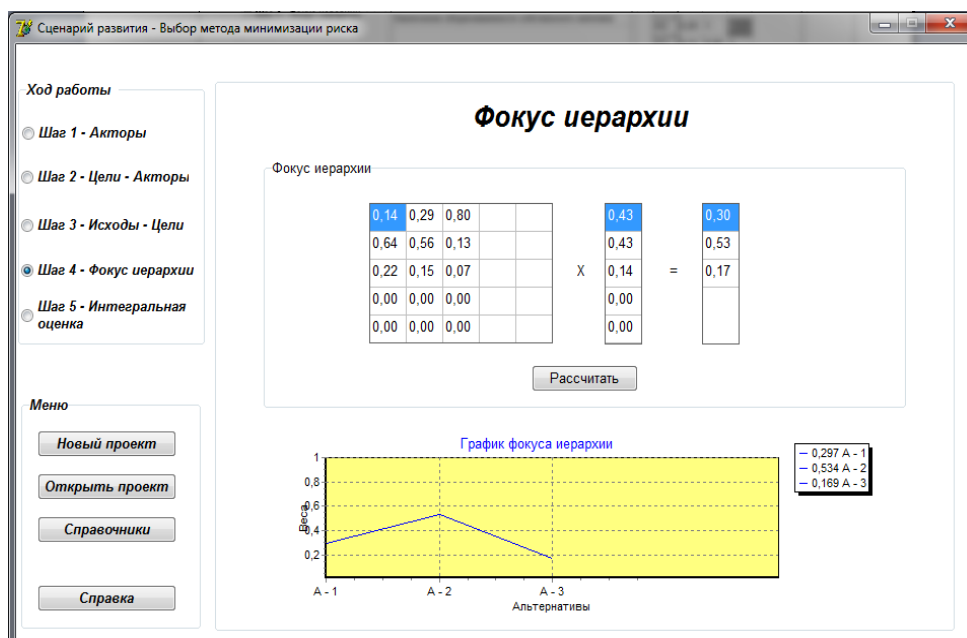 Сценарий развития - Выбор метода минимизации риска
Ход работы
Шаг 1 - Акторы
Шаг 2 - Цели - Акторы
Шаг 3 - Исходы - Цели
Шаг 4 - Фокус иерархии
Шаг 5 - Интегральная
оценка
Меню
Новый проект
Открыть проект
Справочники
Справка
Фокус иерархии
Фокус иерархии
0,14 0,29 0,80 0,43 0,30
0,64 0,56 0,13 0,43 0,53
0,22 0,15 0,07 X 0,14 = 0,17
0,00 0,00 0,00 0,00
0,00 0,00 0,00 0,00
Рассчитать
График фокуса иерархии
1
0,8
0,6
0,4
0,2
Веса
А - 1 А - 2 А - 3
Альтернативы
0,297 А - 1
0,534 А - 2
0,169 А - 3